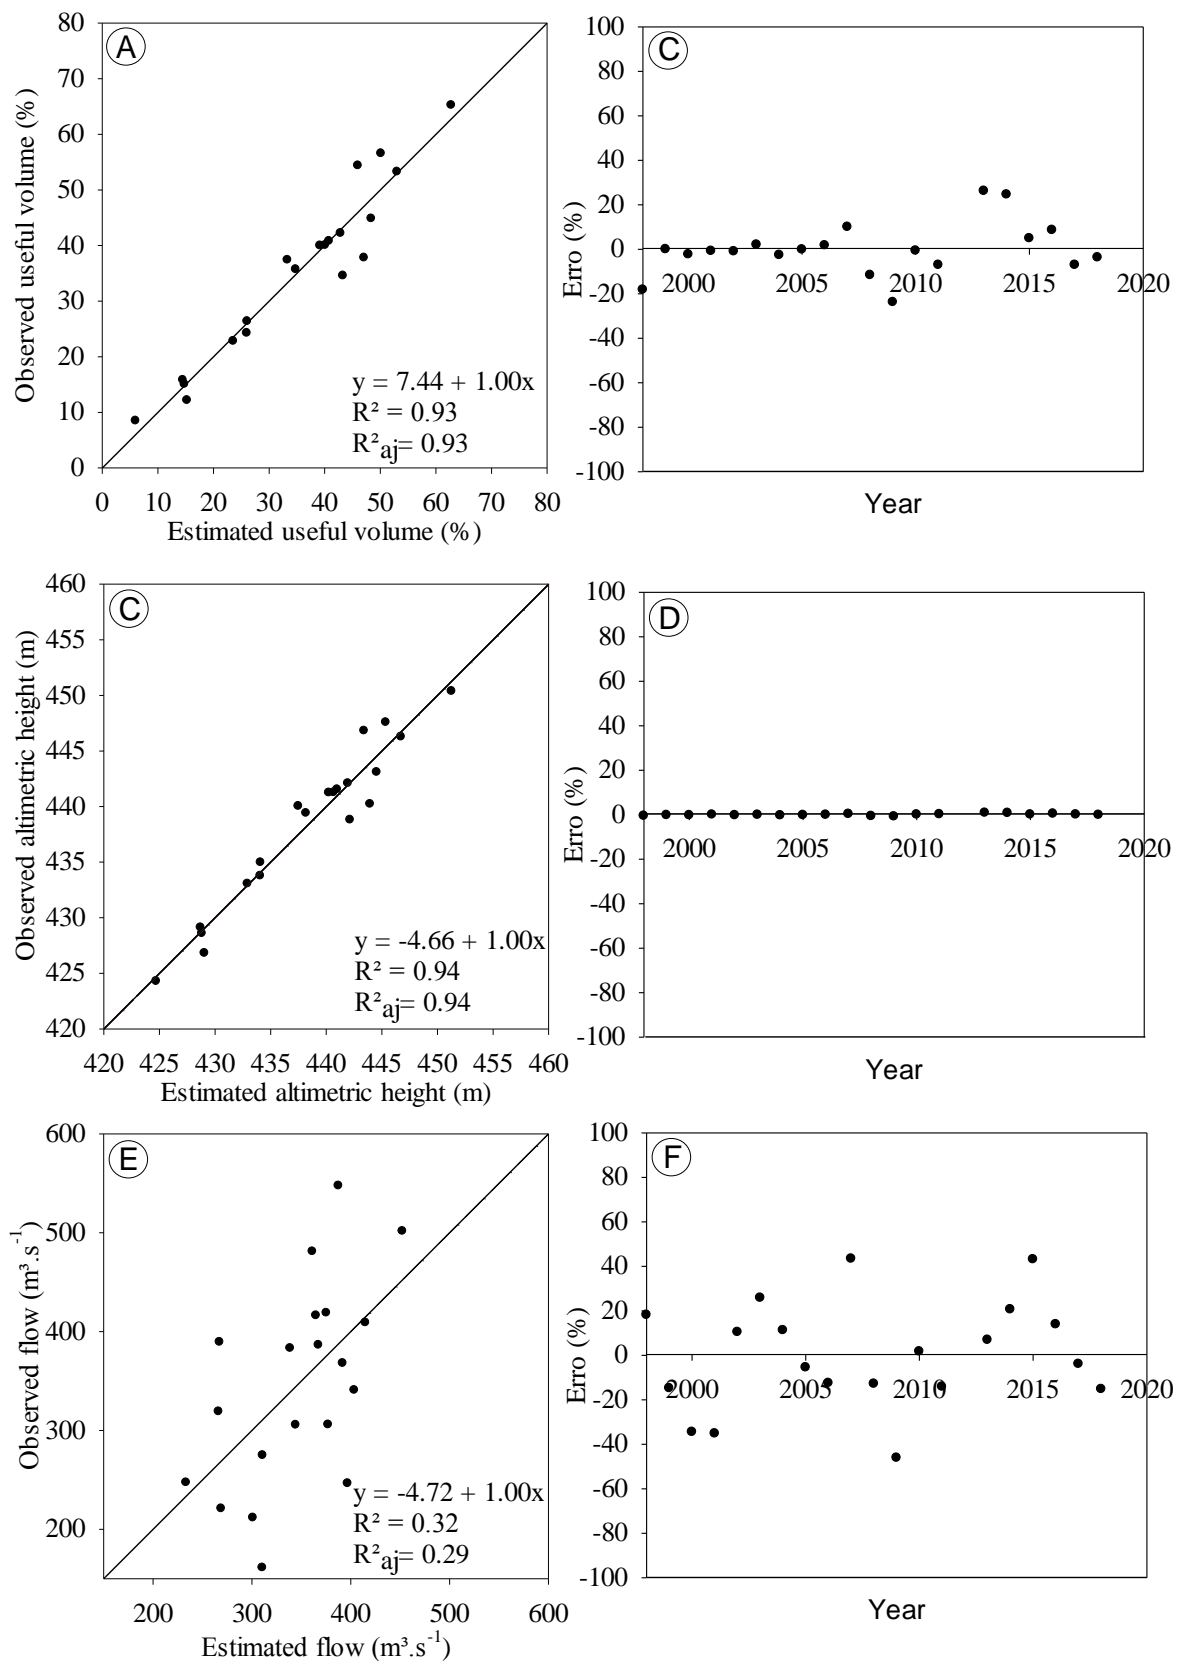 A
80
70
60
50
40
30
20
10
0
Observed useful volume (%)
y = 7.44 + 1.00x
R² = 0.93
R²aj= 0.93
0 10 20 30 40 50 60 70 80
Estimated useful volume (%)
C
100
80
60
40
20
0
-20
-40
-60
-80
-100
Erro (%)
2000 2005 2010 2015 2020
Year
C
460
455
450
445
440
435
430
425
420
Observed altimetric height (m)
y = -4.66 + 1.00x
R² = 0.94
R²aj= 0.94
420 425 430 435 440 445 450 455 460
Estimated altimetric height (m)
D
100
80
60
40
20
0
-20
-40
-60
-80
-100
Erro (%)
2000 2005 2010 2015 2020
Year
E
600
500
400
300
200
Observed flow (m³.s⁻¹)
y = -4.72 + 1.00x
R² = 0.32
R²aj= 0.29
200 300 400 500 600
Estimated flow (m³.s⁻¹)
F
100
80
60
40
20
0
-20
-40
-60
-80
-100
Erro (%)
2000 2005 2010 2015 2020
Year